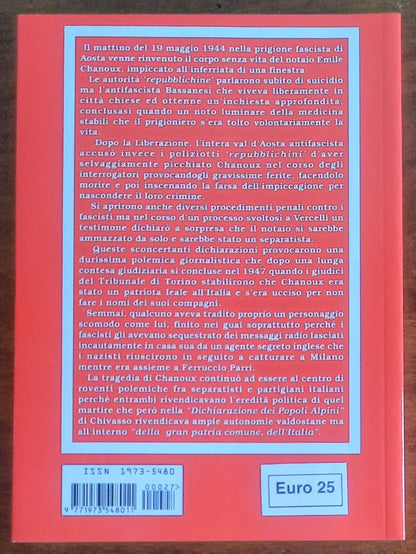 Il mattino del 19 maggio 1944 nella prigione fascista di
Aosta venne rinvenuto il corpo senza vita del notaio Emile
Chanoux, impiccato all'inferriata di una finestra.
Le autorità 'repubblichine' parlarono subito di suicidio
ma l'antifascista Bassanesi che viveva liberamente in
città chiese ed ottenne un'inchiesta approfondita,
conclusasi quando un noto luminare della medicina
stabilì che il prigioniero s'era tolto volontariamente la
vita.
Dopo la Liberazione, l'intera val d'Aosta antifascista
accusò invece i poliziotti 'repubblichini' d'aver
selvaggiamente picchiato Chanoux nel corso degli
interrogatori provocandogli gravissime ferite, facendolo
morire e poi inscenando la farsa dell'impiccagione per
nascondere il loro crimine.
Si aprirono anche diversi procedimenti penali contro i
fascisti ma nel corso d'un processo svoltosi a Vercelli un
testimone dichiarò a sorpresa che il notaio si sarebbe
ammazzato da solo e sarebbe stato un separatista.
Queste sconcertanti dichiarazioni provocarono una
durissima polemica giornalistica che dopo una lunga
contesa giudiziaria si concluse nel 1947 quando i giudici
del Tribunale di Torino stabilirono che Chanoux era
stato un patriota leale all'Italia e s'era ucciso per non
fare i nomi dei suoi compagni.
Semmai, qualcuno aveva tradito proprio un personaggio
scomodo come lui, finito nei guai soprattutto perché i
fascisti gli avevano sequestrato dei messaggi radio lasciati
incautamente in casa sua da un agente segreto inglese che
i nazisti riuscirono in seguito a catturare a Milano
mentre era assieme a Ferruccio Parri.
La tragedia di Chanoux continuò ad essere al centro di
roventi polemiche fra separatisti e partigiani italiani
perché entrambi rivendicavano l'eredità politica di quel
martire che però nella "Dichiarazione dei Popoli Alpini"
di Chivasso rivendicava ampie autonomie valdostane ma
all'interno "della gran patria comune, dell'Italia".
ISSN 1973-5480
00027>
9 771973 548011
Euro 25